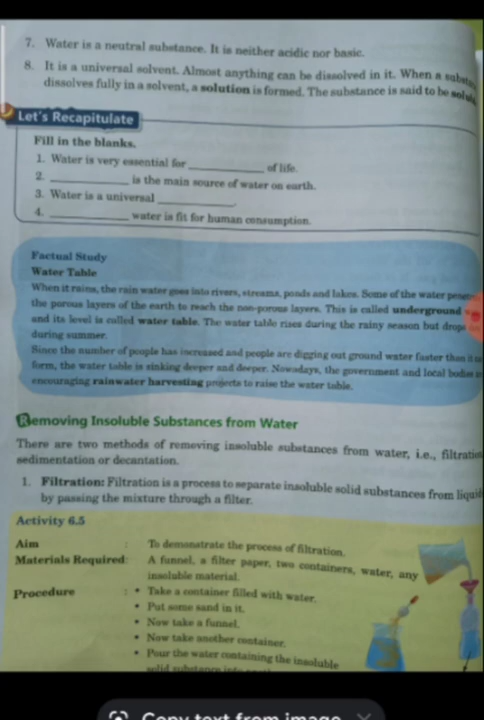 7. Water is a neutral substance. It is neither acidic nor basic.
8. It is a universal solvent. Almost anything can be dissolved in it. When a
dissolves fully in a solvent, a solution is formed. The substance is said to be
Let's Recapitulate
Fill in the blanks.
1. Water is very essential for ____________ of life.
2. ____________ is the main source of water on earth.
3. Water is a universal ____________.
4. ____________ water is fit for human consumption.
Factual Study
Water Table
When it rains, the rain water goes into rivers, streams, ponds and lakes. Some of the water
the porous layers of the earth to reach the non-porous layers. This is called underground
and its level is called water table. The water table rises during the rainy season but drops
during summer.
Since the number of people has increased and people are digging out ground water faster than it
form, the water table is sinking deeper and deeper. Nowadays, the government and local bodies
encouraging rainwater harvesting projects to raise the water table.
Removing Insoluble Substances from Water
There are two methods of removing insoluble substances from water, i.e.,
sedimentation or decantation.
1. Filtration: Filtration is a process to separate insoluble solid substances from
by passing the mixture through a filter.
Activity 6.5
Aim : To demonstrate the process of filtration.
Materials Required: A funnel, a filter paper, two containers, water, any
insoluble material.
Procedure : • Take a container filled with water.
• Put some sand in it.
• Now take a funnel.
• Now take another container.
• Pour the water containing the insoluble
solid substance into
Copy text from image